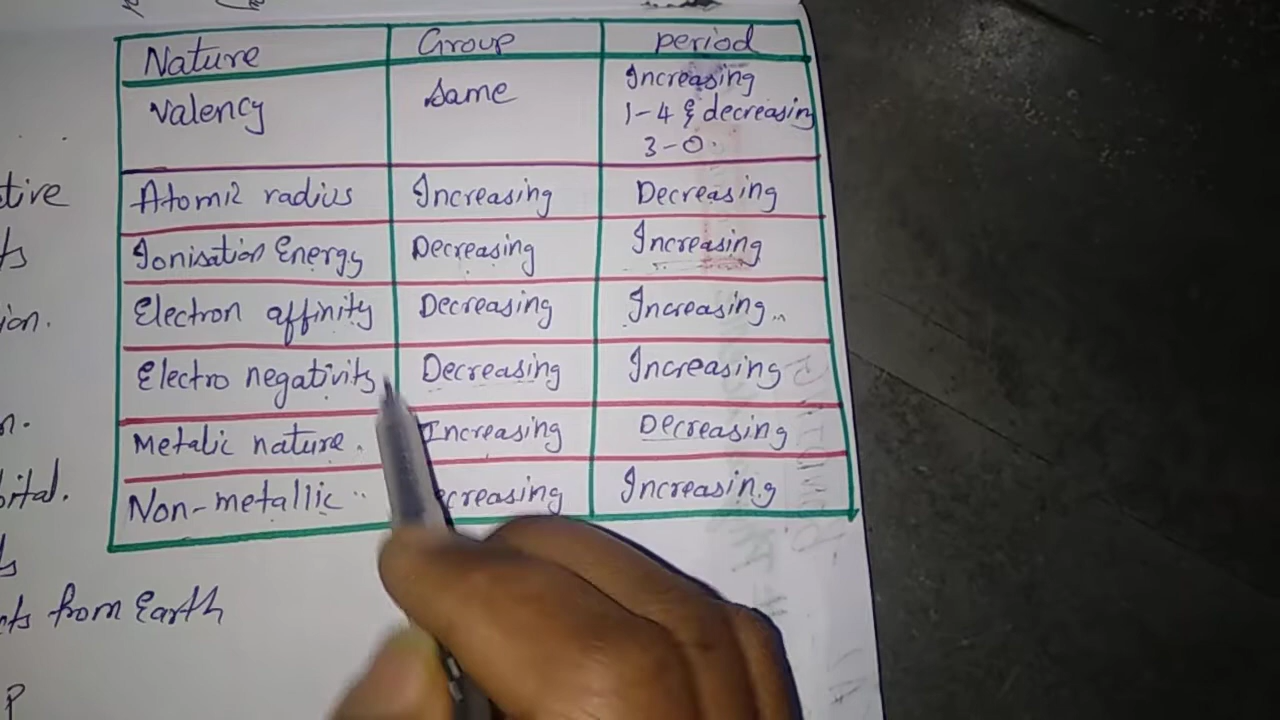 Nature Group period
Valency Same Increasing
1-4 & decreasing
3-0.
Atomic radius Increasing Decreasing
Ionisation Energy Decreasing Increasing
Electron affinity Decreasing Increasing..
Electro negativity Decreasing Increasing
Metalic nature. Increasing Decreasing
Non-metallic .. creasing Increasing
tive
ts
ion.
n.
bital.
ts from Earth
P